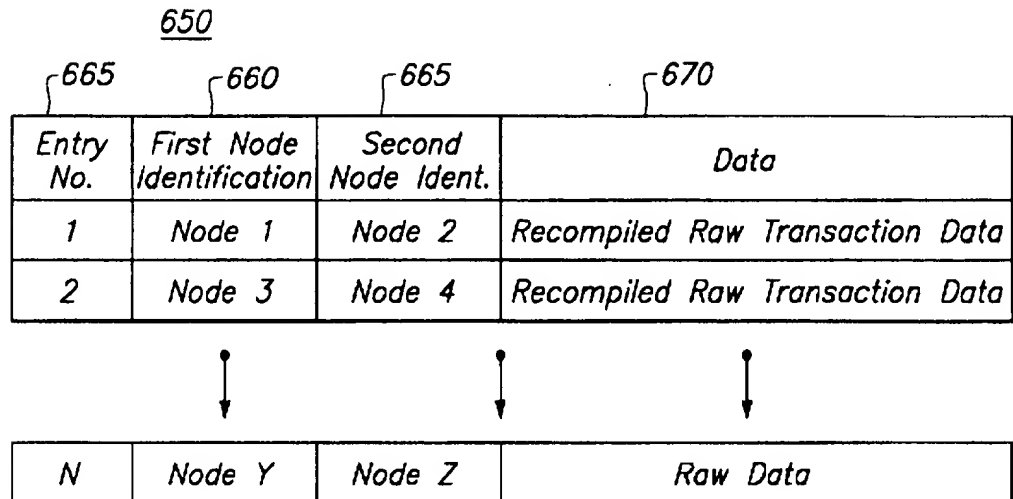 650
665 660 665 670
Entry No. First Node Identification Second Node Ident. Data
1 Node 1 Node 2 Recompiled Raw Transaction Data
2 Node 3 Node 4 Recompiled Raw Transaction Data
N Node Y Node Z Raw Data